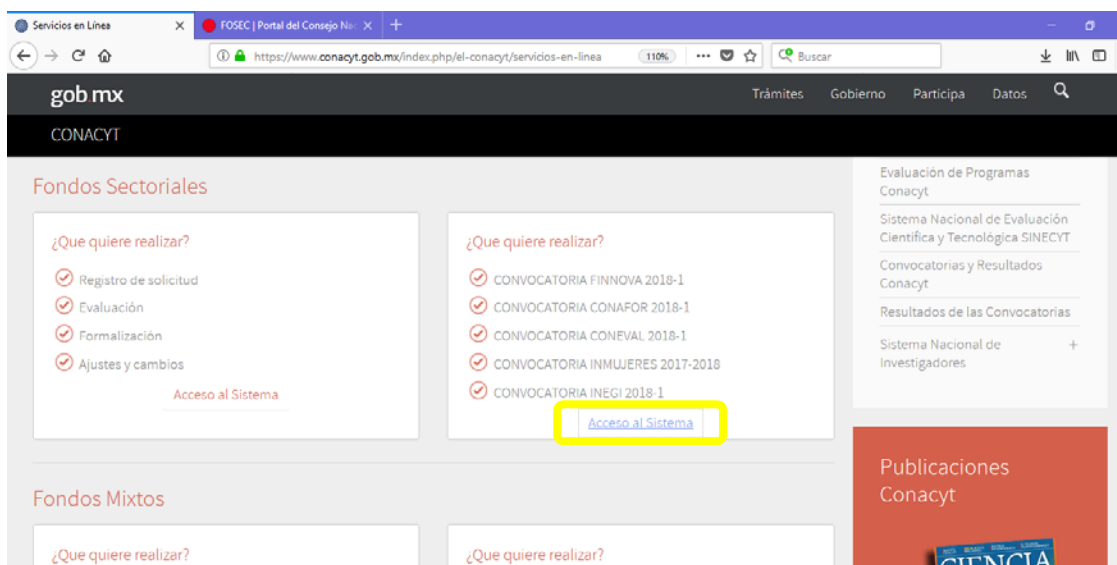 Servicios en Línea
FOSEC | Portal del Consejo Nac
https://www.conacyt.gob.mx/index.php/el-conacyt/servicios-en-linea
110%
Buscar
gob.mx
Trámites
Gobierno
Participa
Datos
CONACYT
Fondos Sectoriales
¿Que quiere realizar?
Registro de solicitud
Evaluación
Formalización
Ajustes y cambios
Acceso al Sistema
¿Que quiere realizar?
CONVOCATORIA FINNOVA 2018-1
CONVOCATORIA CONAFOR 2018-1
CONVOCATORIA CONEVAL 2018-1
CONVOCATORIA INMUJERES 2017-2018
CONVOCATORIA INEGI 2018-1
Acceso al Sistema
Evaluación de Programas
Conacyt
Sistema Nacional de Evaluación
Científica y Tecnológica SINECYT
Convocatorias y Resultados
Conacyt
Resultados de las Convocatorias
Sistema Nacional de +
Investigadores
Publicaciones
Conacyt
CIENCIA
Fondos Mixtos
¿Que quiere realizar?
¿Que quiere realizar?